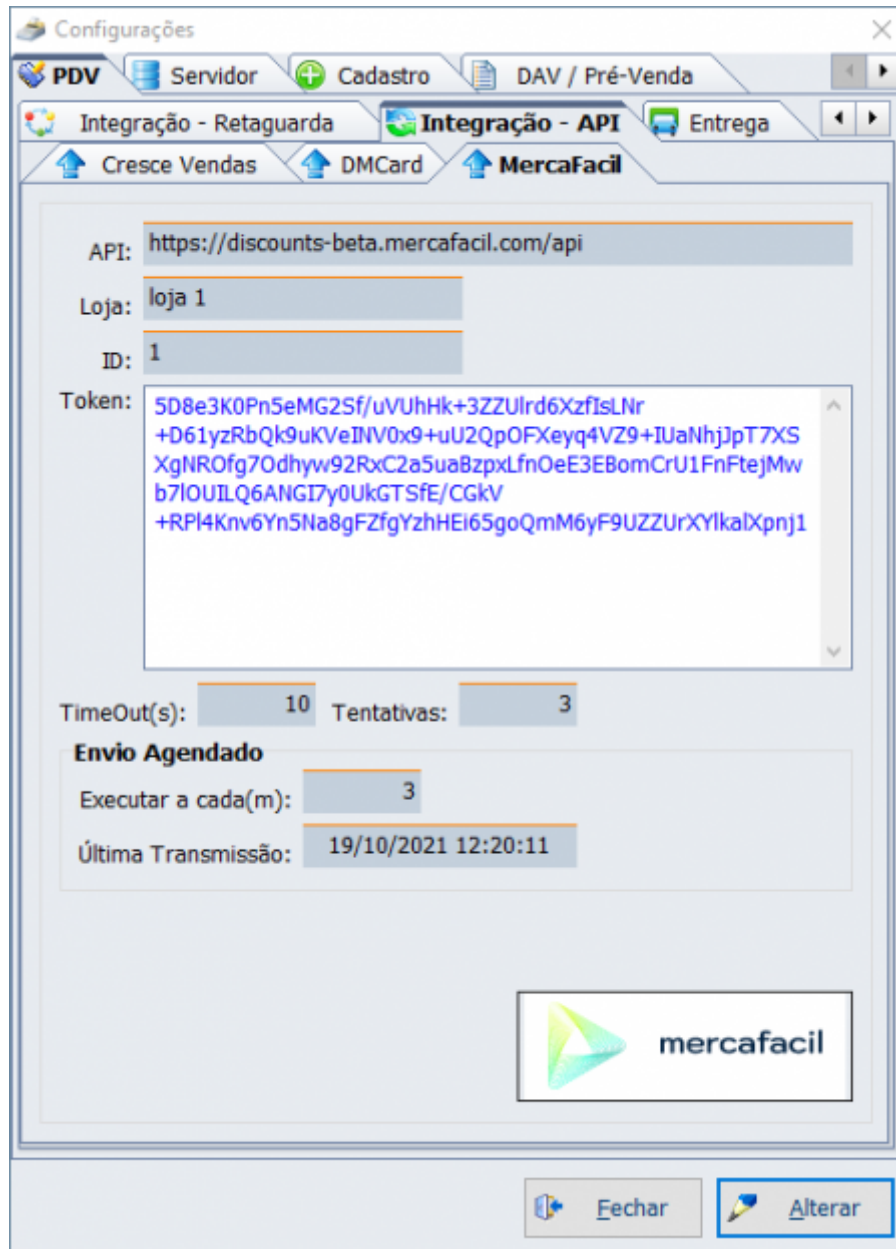 Configurações
PDV Servidor Cadastro DAV / Pré-Venda
Integração - Retaguarda Integração - API Entrega
Cresce Vendas DMCard MercaFacil
API: https://discounts-beta.mercafacil.com/api
Loja: loja 1
ID: 1
Token: 5D8e3K0Pn5eMG2Sf/uVUhHk+3ZZUlrd6XzfIsLNr
+D61yzRbQk9uKVeINV0x9+uU2QpOFXeyq4VZ9+IUaNhjJpT7XS
XgNROfg7Odhyw92RxC2a5uaBzpxLfnOeE3EBomCrU1FnFtejMw
b7lOUILQ6ANGI7y0UkGTSfE/CGkV
+RPl4Knv6Yn5Na8gFZfgYzhHEi65goQmM6yF9UZZUrXYlkalXpnj1
TimeOut(s): 10 Tentativas: 3
Envio Agendado
Executar a cada(m): 3
Última Transmissão: 19/10/2021 12:20:11
mercafacil
Fechar Alterar